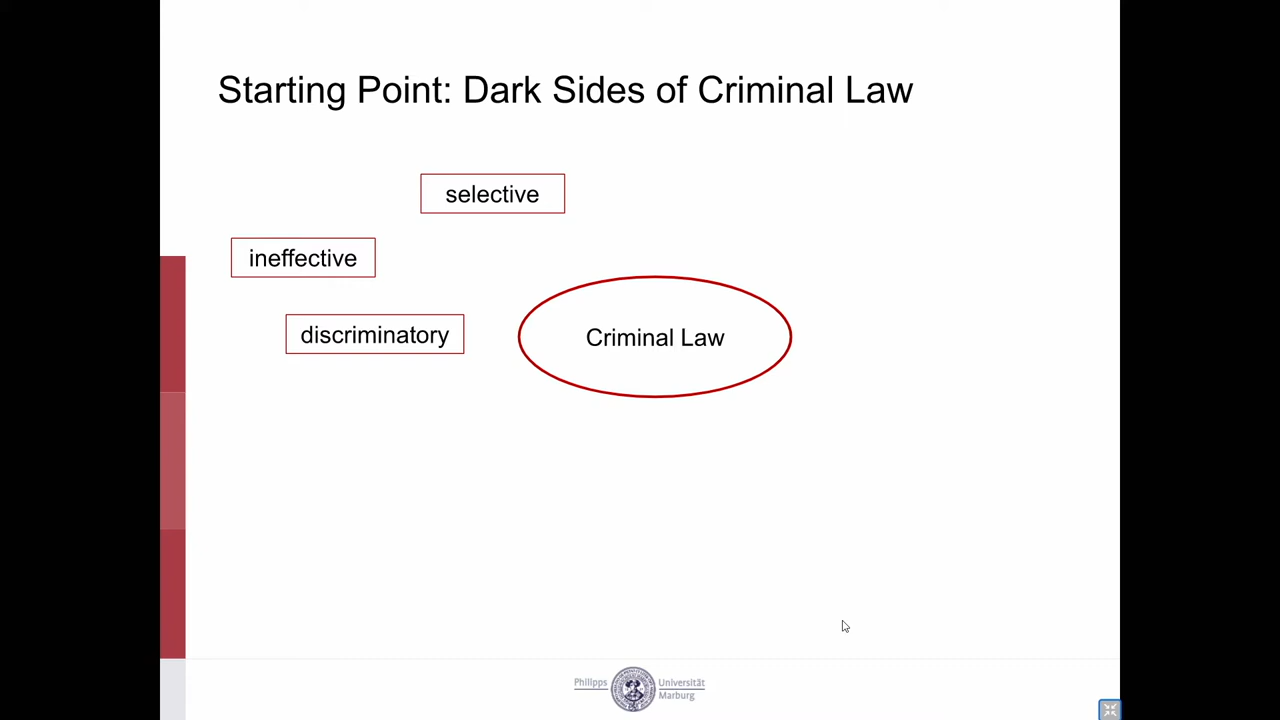 Starting Point: Dark Sides of Criminal Law
selective
ineffective
discriminatory
Criminal Law
Philipps Universität
Marburg